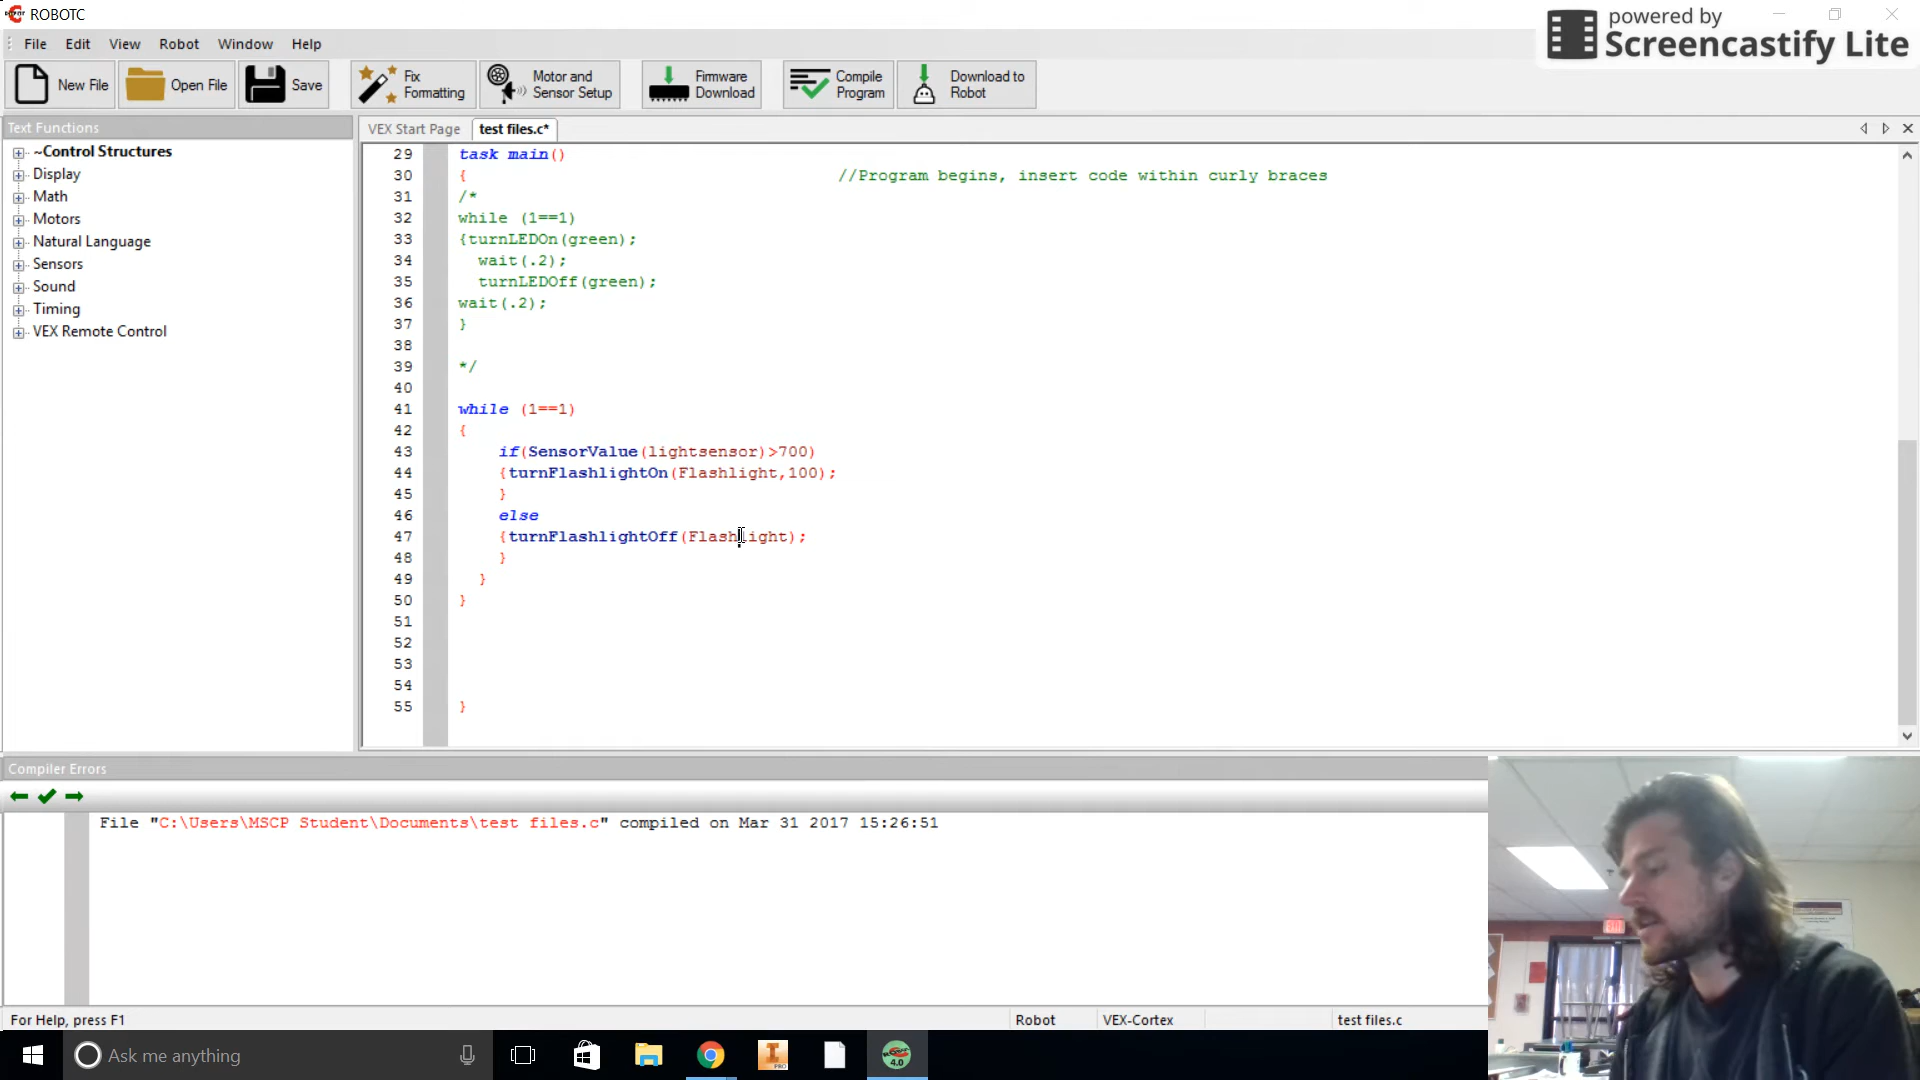 ROBOTC
powered by
Screencastify Lite
File Edit View Robot Window Help
New File Open File Save Fix Formatting Motor and Sensor Setup Firmware Download Compile Program Download to Robot
Text Functions
VEX Start Page test files.c*
~Control Structures
Display
Math
Motors
Natural Language
Sensors
Sound
Timing
VEX Remote Control
29 task main()
30 { //Program begins, insert code within curly braces
31 /*
32 while (1==1)
33 {turnLEDOn(green);
34 wait(.2);
35 turnLEDOff(green);
36 wait(.2);
37 }
38
39 */
40
41 while (1==1)
42 {
43 if(SensorValue(lightsensor)>700)
44 {turnFlashlightOn(Flashlight,100);
45 }
46 else
47 {turnFlashlightOff(Flashlight);
48 }
49 }
50 }
51
52
53
54
55 }
Compiler Errors
File "C:\Users\MSCP Student\Documents\test files.c" compiled on Mar 31 2017 15:26:51
For Help, press F1 Robot VEX-Cortex test files.c
Ask me anything
PRO
4.0